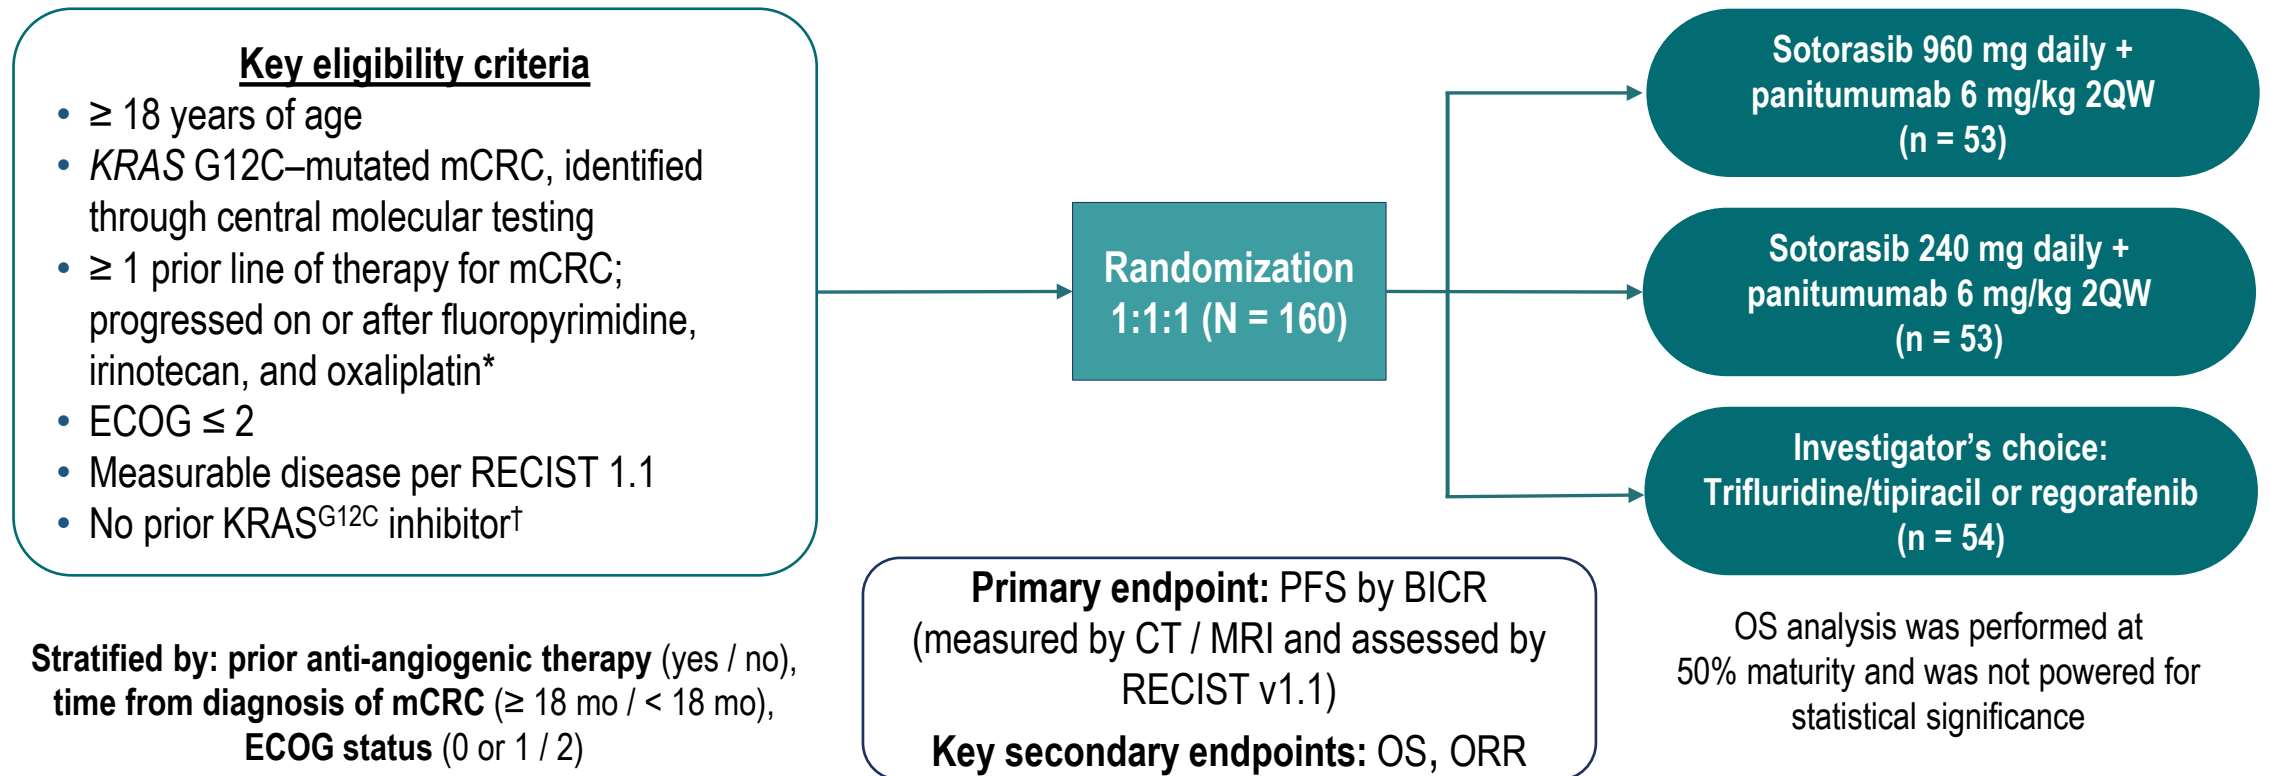 Key eligibility criteria
• ≥ 18 years of age
• KRAS G12C–mutated mCRC, identified
through central molecular testing
• ≥ 1 prior line of therapy for mCRC;
progressed on or after fluoropyrimidine,
irinotecan, and oxaliplatin*
• ECOG ≤ 2
• Measurable disease per RECIST 1.1
• No prior KRASG12C inhibitor†
Stratified by: prior anti-angiogenic therapy (yes / no),
time from diagnosis of mCRC (≥ 18 mo / < 18 mo),
ECOG status (0 or 1 / 2)
Randomization
1:1:1 (N = 160)
Primary endpoint: PFS by BICR
(measured by CT / MRI and assessed by
RECIST v1.1)
Key secondary endpoints: OS, ORR
Sotorasib 960 mg daily +
panitumumab 6 mg/kg 2QW
(n = 53)
Sotorasib 240 mg daily +
panitumumab 6 mg/kg 2QW
(n = 53)
Investigator’s choice:
Trifluridine/tipiracil or regorafenib
(n = 54)
OS analysis was performed at
50% maturity and was not powered for
statistical significance